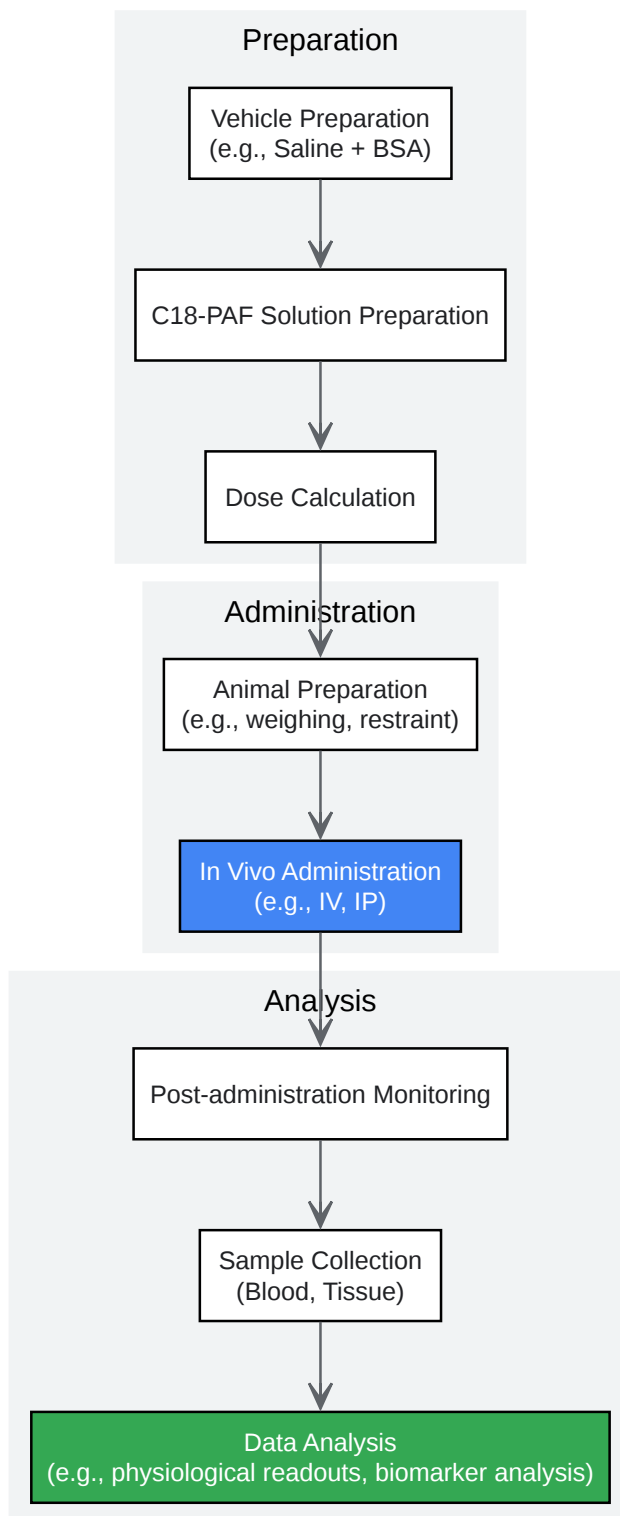 Preparation
Vehicle Preparation
(e.g., Saline + BSA)
C18-PAF Solution Preparation
Dose Calculation
Administration
Animal Preparation
(e.g., weighing, restraint)
In Vivo Administration
(e.g., IV, IP)
Analysis
Post-administration Monitoring
Sample Collection
(Blood, Tissue)
Data Analysis
(e.g., physiological readouts, biomarker analysis)